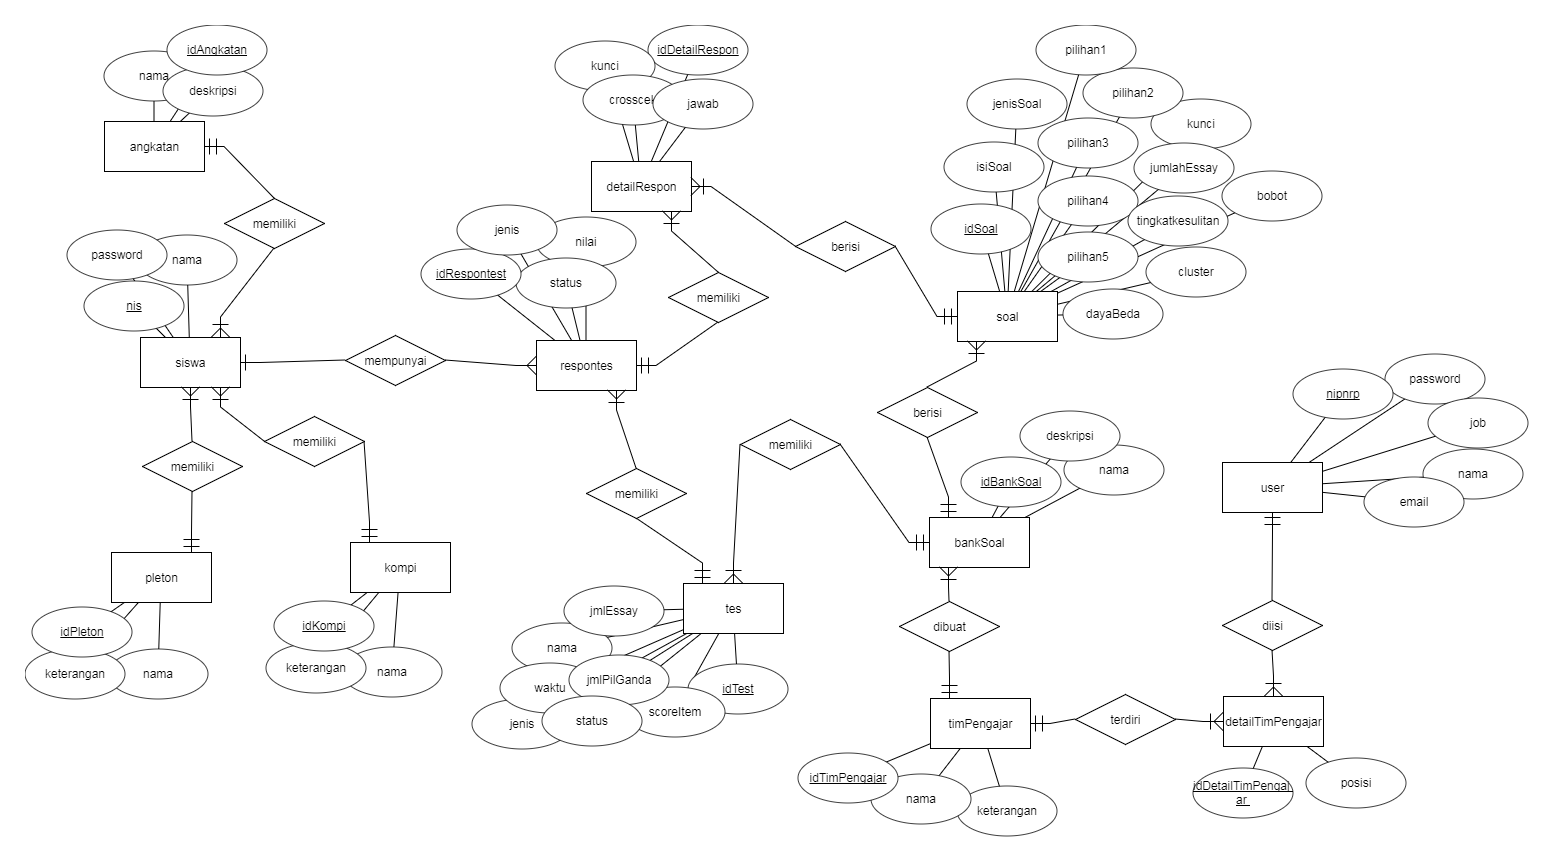 idAngkatan
nama
deskripsi
angkatan
memiliki
password
nama
nis
siswa
mempunyai
memiliki
memiliki
pleton
idPleton
keterangan
nama
kompi
idKompi
keterangan
nama
idDetailRespon
kunci
crosscek
jawab
detailRespon
jenis
nilai
idRespontest
status
respontes
memiliki
berisi
memiliki
memiliki
tes
jmlEssay
nama
jmlPilGanda
waktu
idTest
scoreItem
jenis
status
pilihan1
pilihan2
jenisSoal
kunci
pilihan3
isiSoal
jumlahEssay
pilihan4
bobot
tingkatkesulitan
idSoal
pilihan5
cluster
dayaBeda
soal
berisi
deskripsi
nama
idBankSoal
bankSoal
dibuat
timPengajar
idTimPengajar
nama
keterangan
terdiri
password
nipnrp
job
nama
email
user
diisi
detailTimPengajar
idDetailTimPengaj
ar
posisi